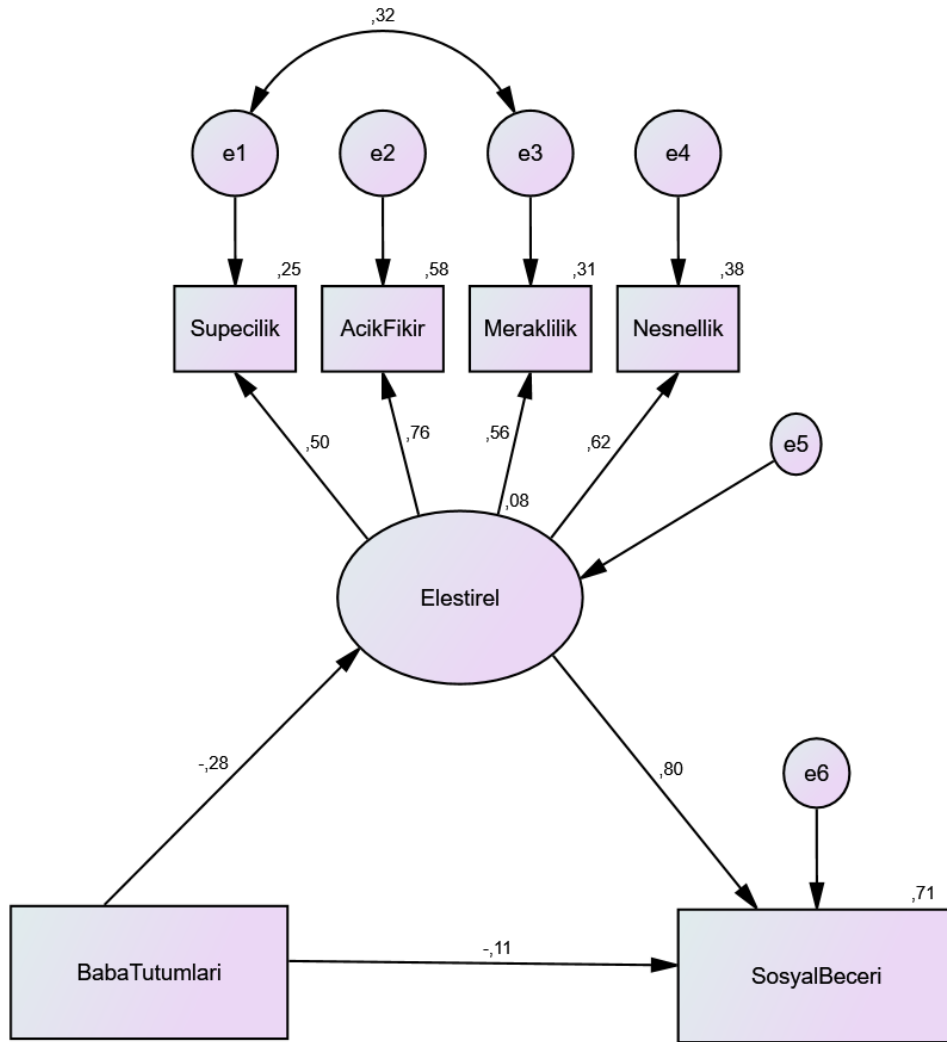 ,32
e1
e2
e3
e4
,25
,58
,31
,38
Supecilik
AcikFikir
Meraklilik
Nesnellik
,50
,76
,56
,62
e5
,08
Elestirel
-,28
,80
e6
,71
BabaTutumlari
-,11
SosyalBeceri